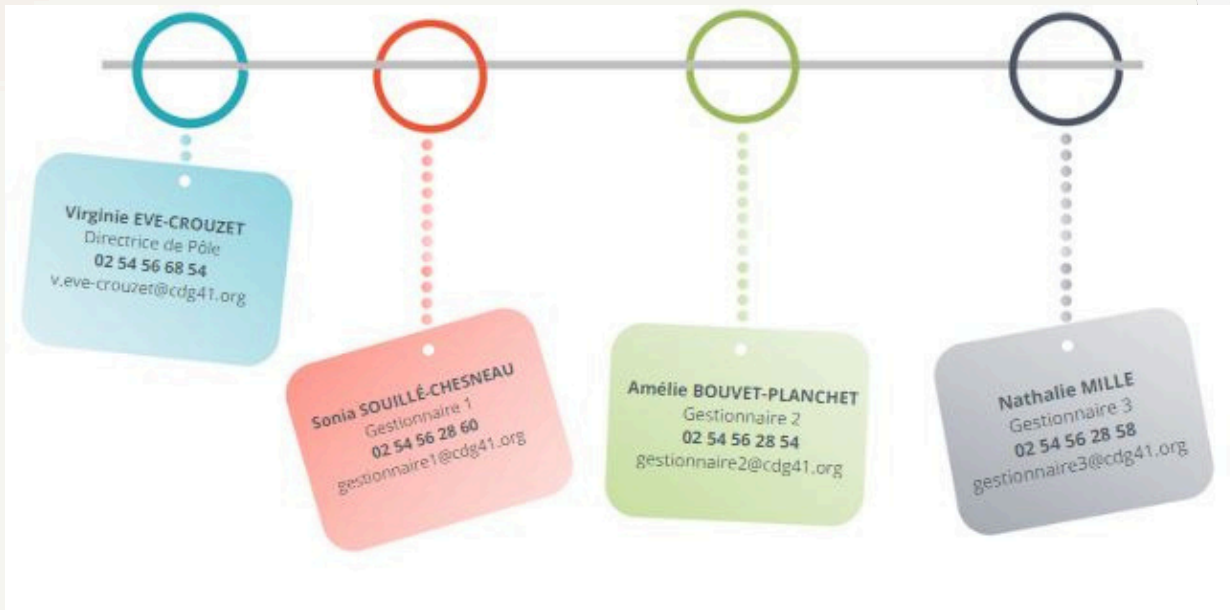 Virginie EVE-CROUZET
Directrice de Pôle
02 54 56 68 54
v.eve-crouzet@cdg41.org
Sonia SOUILLÉ-CHESNEAU
Gestionnaire 1
02 54 56 28 60
gestionnaire1@cdg41.org
Amélie BOUVET-PLANCHET
Gestionnaire 2
02 54 56 28 54
gestionnaire2@cdg41.org
Nathalie MILLE
Gestionnaire 3
02 54 56 28 58
gestionnaire3@cdg41.org